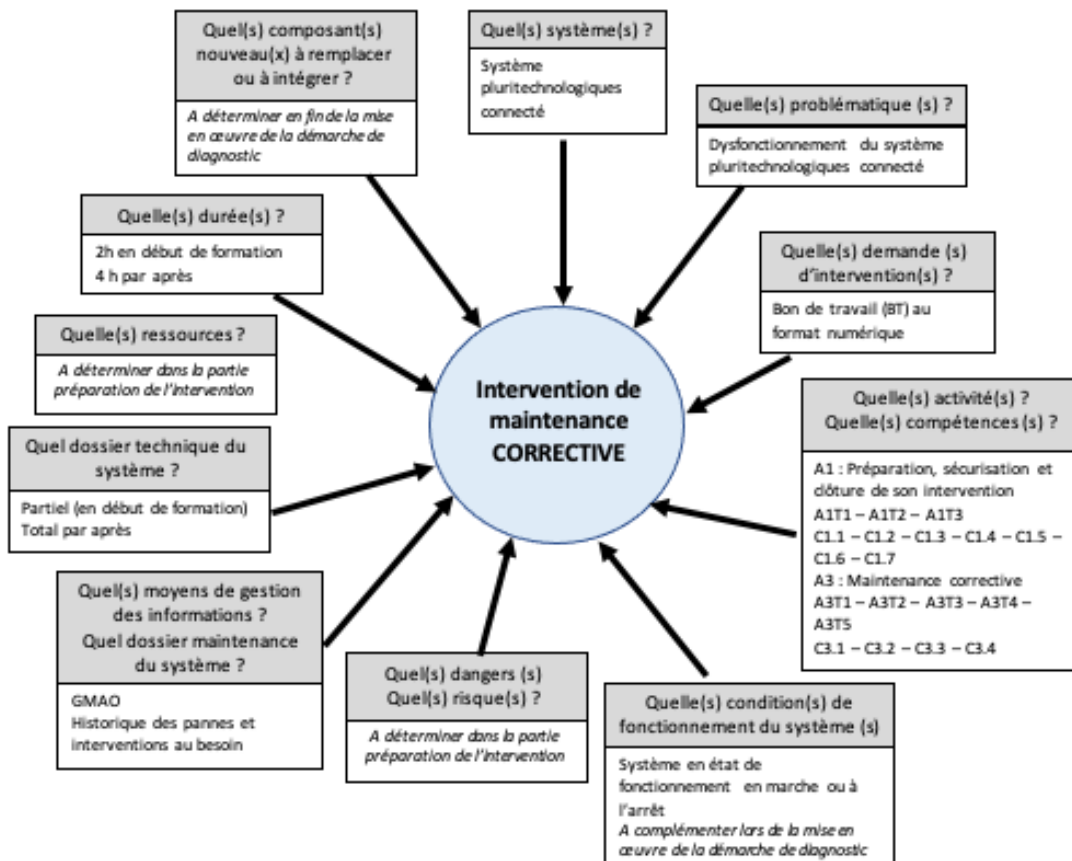 Quel(s) composant(s)
nouveau(x) à remplacer
ou à intégrer ?
A déterminer en fin de la mise
en œuvre de la démarche de
diagnostic
Quel(s) système(s) ?
Système
pluritechnologiques
connecté
Quelle(s) problématique (s) ?
Dysfonctionnement du système
pluritechnologiques connecté
Quelle(s) durée(s) ?
2h en début de formation
4 h par après
Quelle(s) demande (s)
d'intervention(s) ?
Bon de travail (BT) au
format numérique
Quelle(s) ressources ?
A déterminer dans la partie
préparation de l'intervention
Intervention de
maintenance
CORRECTIVE
Quelle(s) activité(s) ?
Quelle(s) compétences (s) ?
A1 : Préparation, sécurisation et
clôture de son intervention
A1T1 – A1T2 – A1T3
C1.1 – C1.2 – C1.3 – C1.4 – C1.5 –
C1.6 – C1.7
A3 : Maintenance corrective
A3T1 – A3T2 – A3T3 – A3T4 –
A3T5
C3.1 – C3.2 – C3.3 – C3.4
Quel dossier technique du
système ?
Partiel (en début de formation)
Total par après
Quel(s) moyens de gestion
des informations ?
Quel dossier maintenance
du système ?
GMAO
Historique des pannes et
interventions au besoin
Quel(s) dangers (s)
Quel(s) risque(s) ?
A déterminer dans la partie
préparation de l'intervention
Quelle(s) condition(s) de
fonctionnement du système (s)
Système en état de
fonctionnement en marche ou à
l'arrêt
A complémenter lors de la mise en
œuvre de la démarche de diagnostic